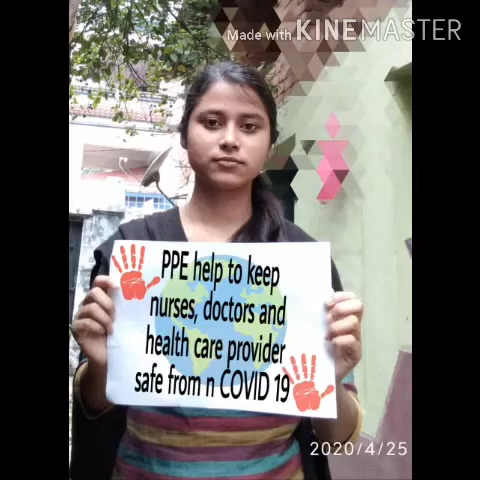 Made with KINEMASTER
PPE help to keep
nurses, doctors and
health care provider
safe from n COVID 19
2020/4/25